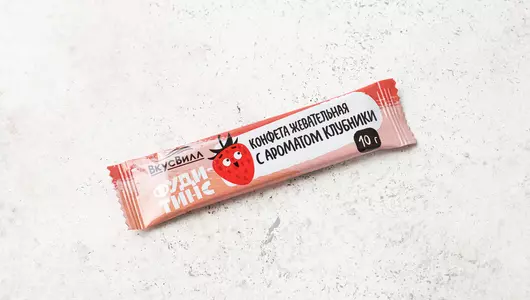 ВКУСВИЛЛ
ФУДИ-
ТИНС
КОНФЕТА ЖЕВАТЕЛЬНАЯ
С АРОМАТОМ КЛУБНИКИ
10 г